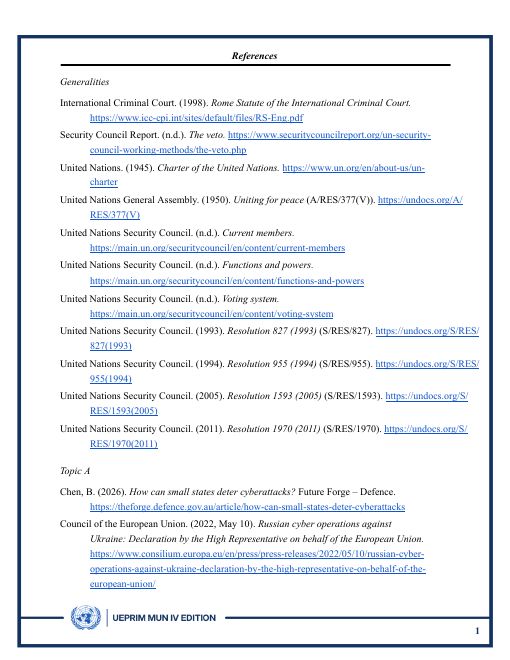 References
Generalities
International Criminal Court. (1998). Rome Statute of the International Criminal Court.
https://www.icc-cpi.int/sites/default/files/RS-Eng.pdf
Security Council Report. (n.d.). The veto. https://www.securitycouncilreport.org/un-security-
council-working-methods/the-veto.php
United Nations. (1945). Charter of the United Nations. https://www.un.org/en/about-us/un-
charter
United Nations General Assembly. (1950). Uniting for peace (A/RES/377(V)). https://undocs.org/A/
RES/377(V)
United Nations Security Council. (n.d.). Current members.
https://main.un.org/securitycouncil/en/content/current-members
United Nations Security Council. (n.d.). Functions and powers.
https://main.un.org/securitycouncil/en/content/functions-and-powers
United Nations Security Council. (n.d.). Voting system.
https://main.un.org/securitycouncil/en/content/voting-system
United Nations Security Council. (1993). Resolution 827 (1993) (S/RES/827). https://undocs.org/S/RES/
827(1993)
United Nations Security Council. (1994). Resolution 955 (1994) (S/RES/955). https://undocs.org/S/RES/
955(1994)
United Nations Security Council. (2005). Resolution 1593 (2005) (S/RES/1593). https://undocs.org/S/
RES/1593(2005)
United Nations Security Council. (2011). Resolution 1970 (2011) (S/RES/1970). https://undocs.org/S/
RES/1970(2011)
Topic A
Chen, B. (2026). How can small states deter cyberattacks? Future Forge – Defence.
https://theforge.defence.gov.au/article/how-can-small-states-deter-cyberattacks
Council of the European Union. (2022, May 10). Russian cyber operations against
Ukraine: Declaration by the High Representative on behalf of the European Union.
https://www.consilium.europa.eu/en/press/press-releases/2022/05/10/russian-cyber-
operations-against-ukraine-declaration-by-the-high-representative-on-behalf-of-the-
european-union/
UEPRIM MUN IV EDITION
1